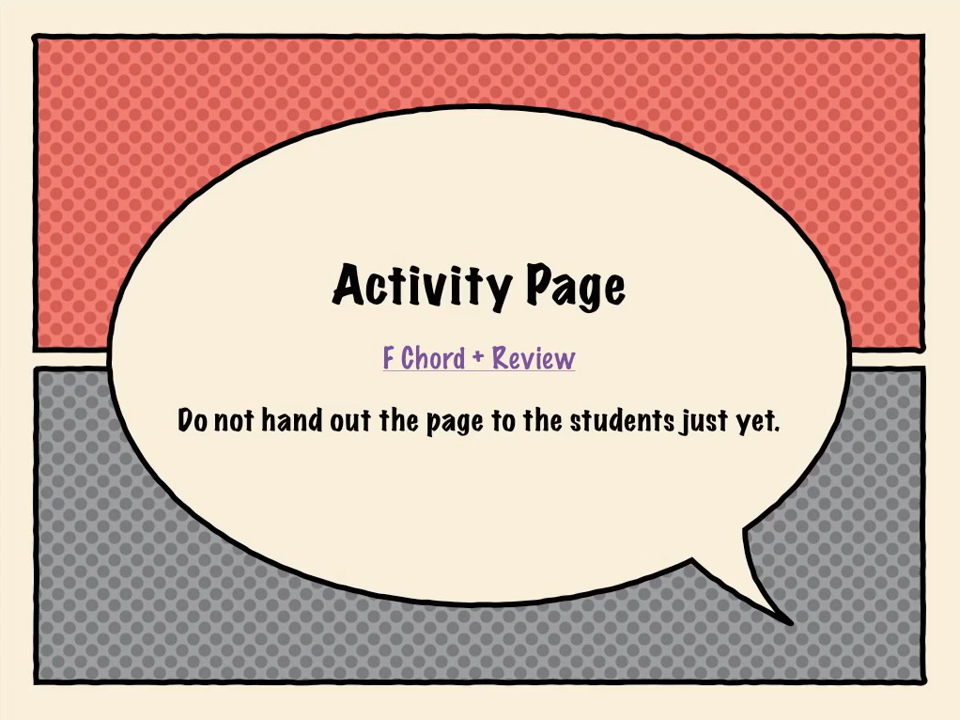 Activity Page
F Chord + Review
Do not hand out the page to the students just yet.